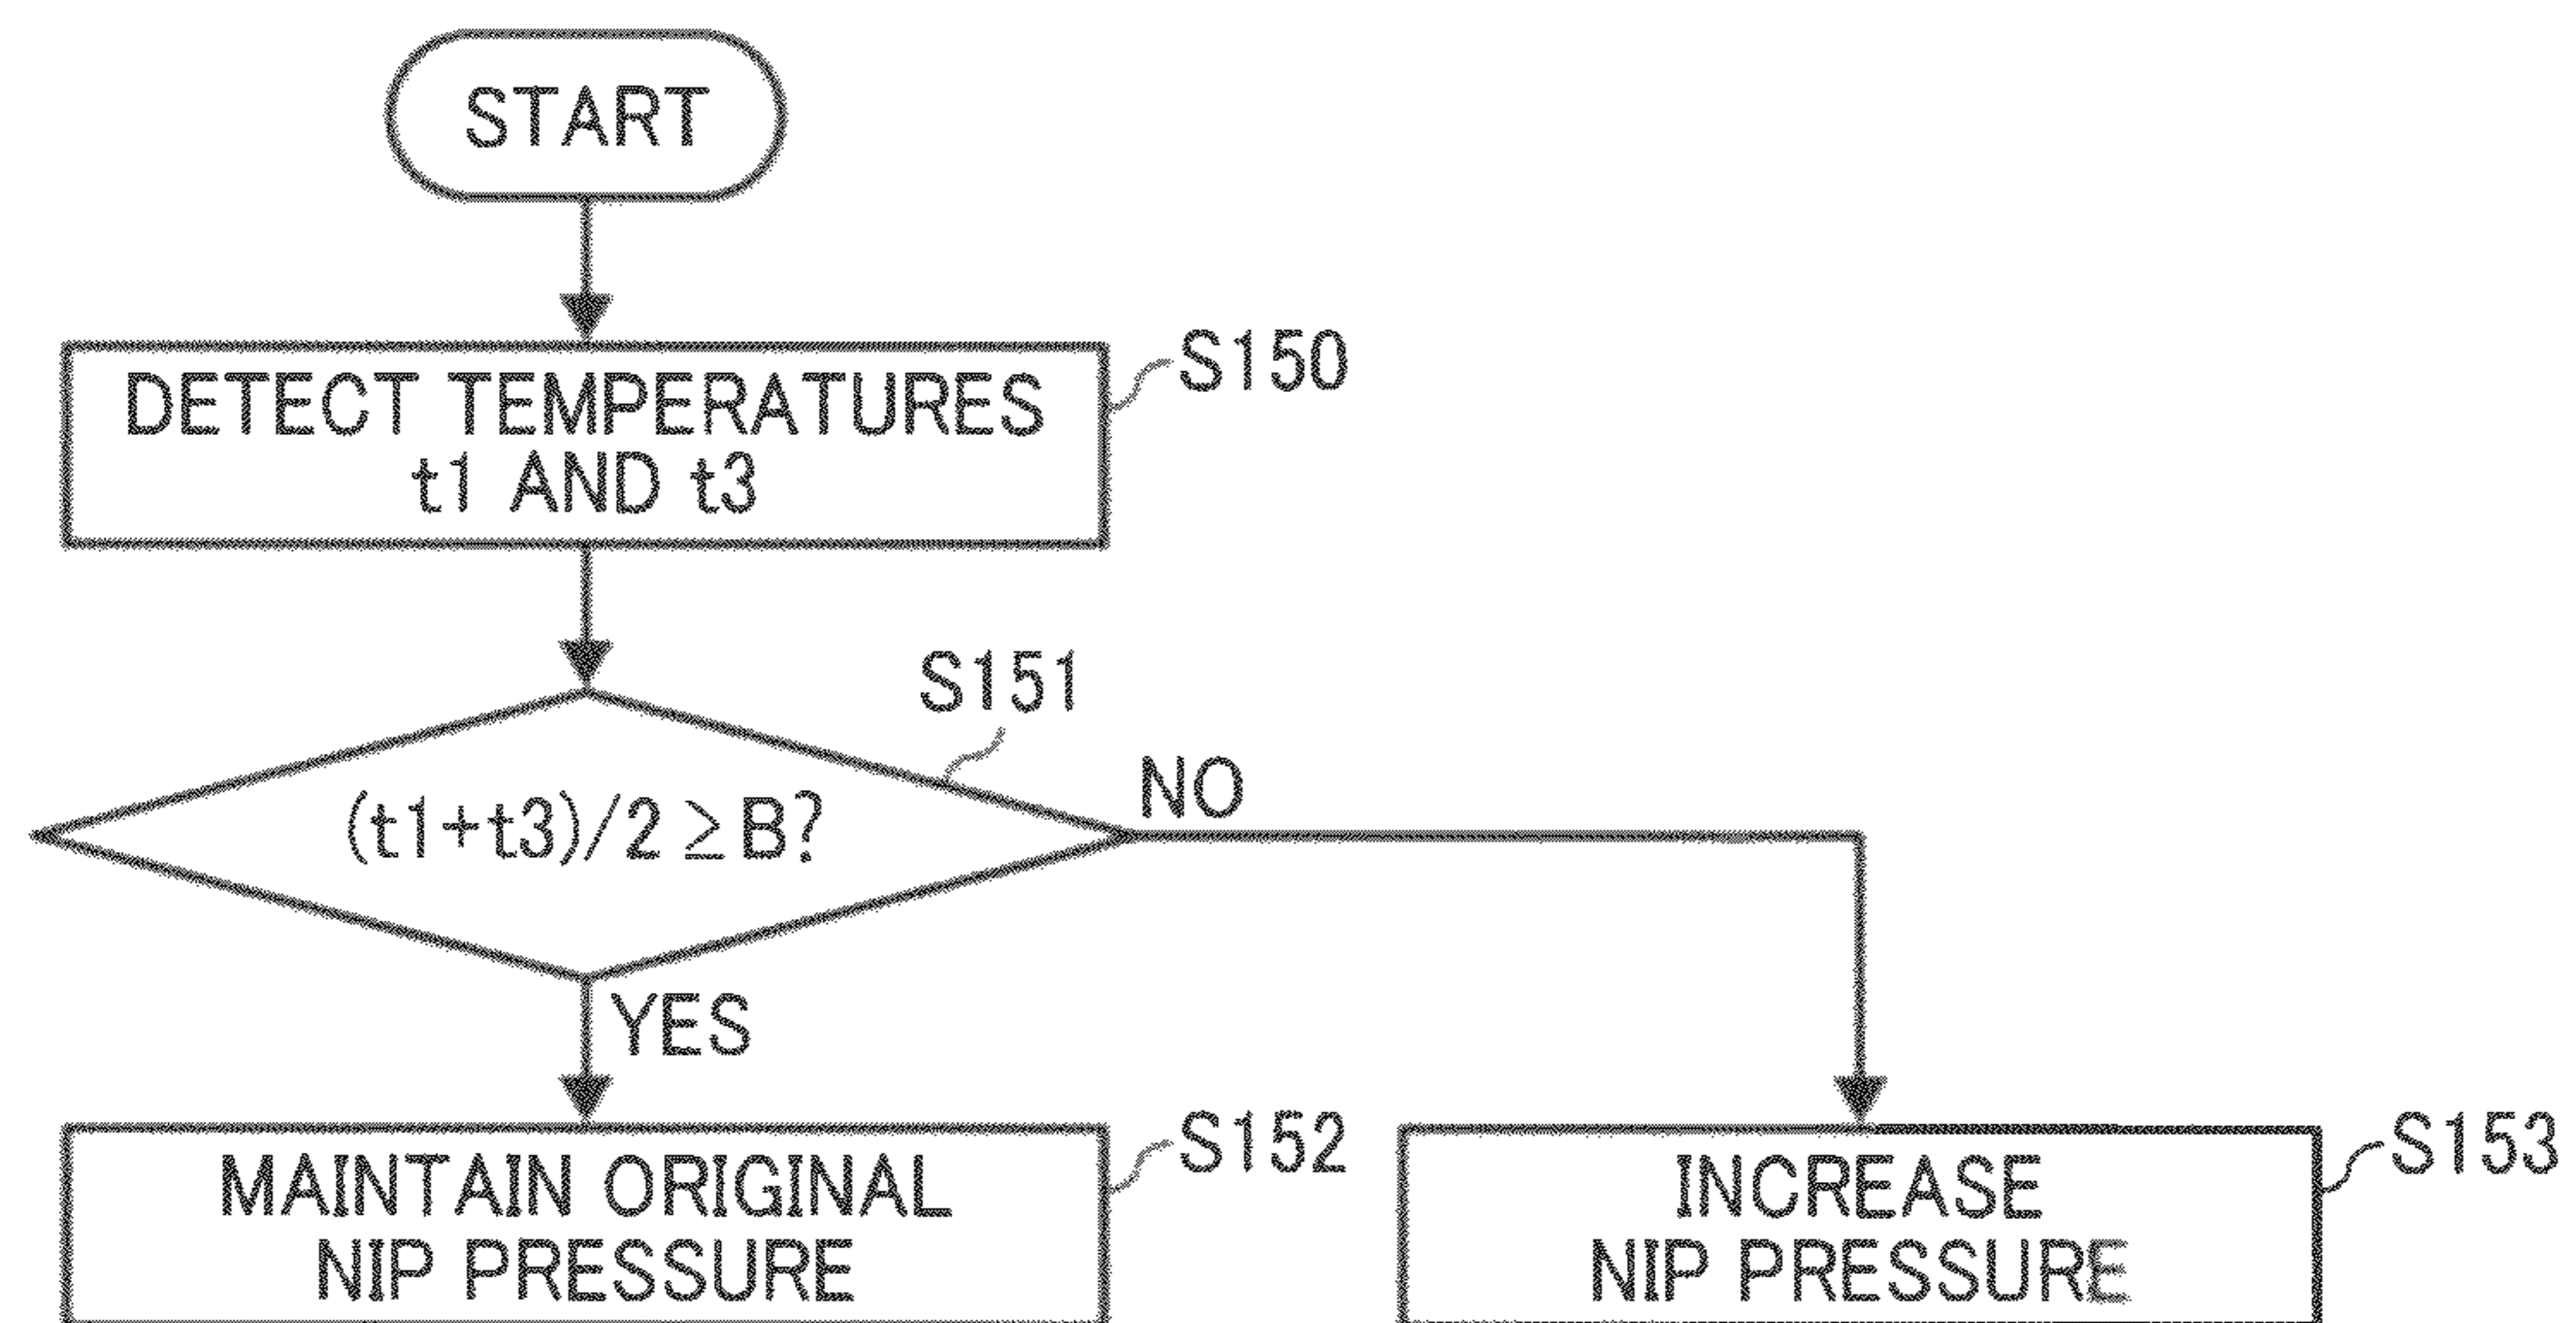 START
DETECT TEMPERATURES
t1 AND t3
S150
S151
(t1+t3)/2 ≥ B?
NO
YES
MAINTAIN ORIGINAL
NIP PRESSURE
S152
INCREASE
NIP PRESSURE
S153